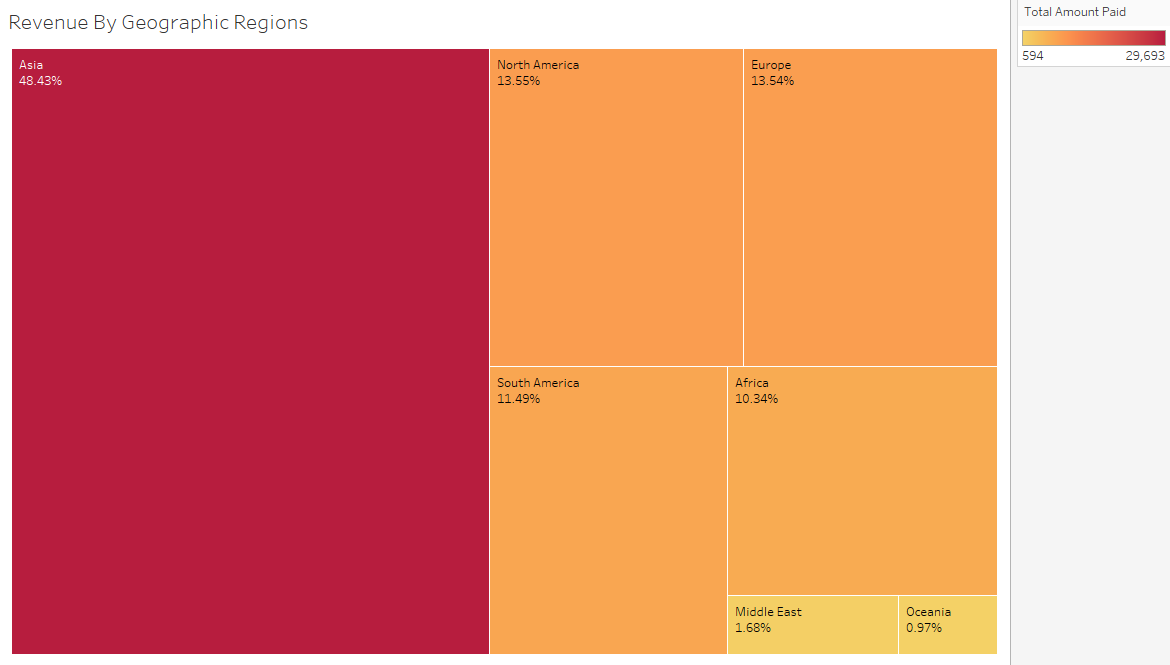 Revenue By Geographic Regions
Asia
48.43%
North America
13.55%
Europe
13.54%
South America
11.49%
Africa
10.34%
Middle East
1.68%
Oceania
0.97%
Total Amount Paid
594 29,693